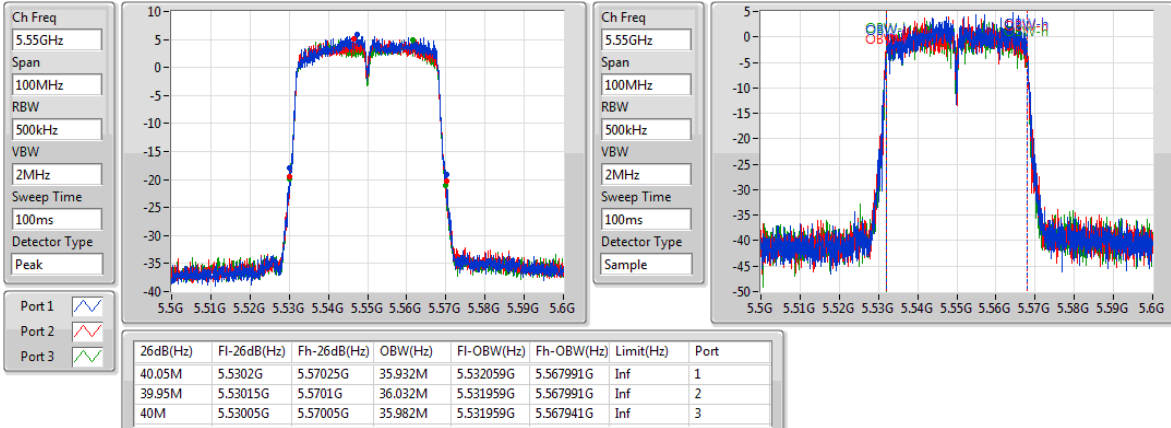 Ch Freq
5.55GHz
Span
100MHz
RBW
500kHz
VBW
2MHz
Sweep Time
100ms
Detector Type
Peak
Port 1
Port 2
Port 3
10
5
0
-5
-10
-15
-20
-25
-30
-35
-40
5.5G 5.51G 5.52G 5.53G 5.54G 5.55G 5.56G 5.57G 5.58G 5.59G 5.6G
Ch Freq
5.55GHz
Span
100MHz
RBW
500kHz
VBW
2MHz
Sweep Time
100ms
Detector Type
Sample
5
0
-5
-10
-15
-20
-25
-30
-35
-40
-45
-50
OBW-h
5.5G 5.51G 5.52G 5.53G 5.54G 5.55G 5.56G 5.57G 5.58G 5.59G 5.6G
26dB(Hz) Fl-26dB(Hz) Fh-26dB(Hz) OBW(Hz) Fl-OBW(Hz) Fh-OBW(Hz) Limit(Hz) Port
40.05M 5.5302G 5.57025G 35.932M 5.532059G 5.567991G Inf 1
39.95M 5.53015G 5.5701G 36.032M 5.531959G 5.567991G Inf 2
40M 5.53005G 5.57005G 35.982M 5.531959G 5.567941G Inf 3